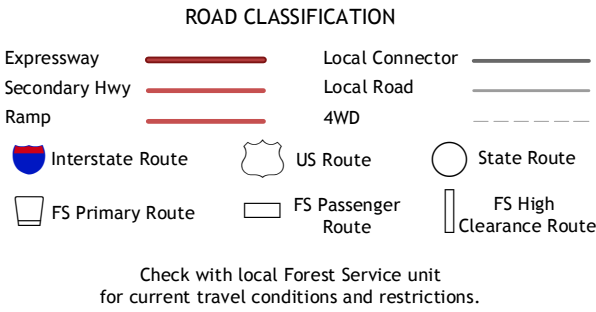 ROAD CLASSIFICATION
Expressway
Local Connector
Secondary Hwy
Local Road
Ramp
4WD
Interstate Route
US Route
State Route
FS Primary Route
FS Passenger
Route
FS High
Clearance Route
Check with local Forest Service unit
for current travel conditions and restrictions.